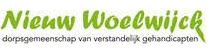 Nieuw Woelwijck
dorpsgemeenschap van verstandelijk gehandicapten